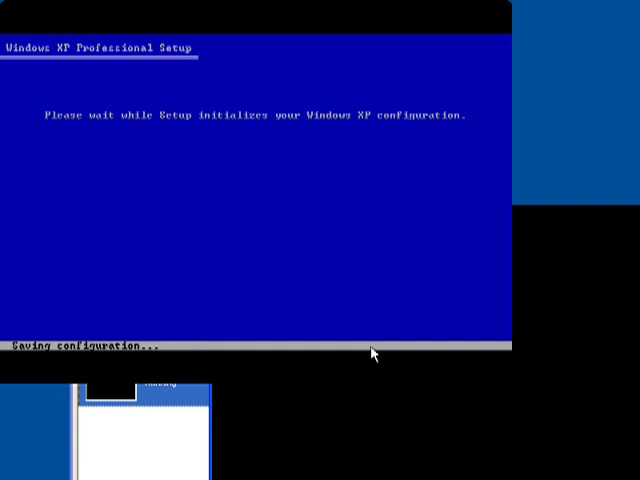 Windows XP Professional Setup
Please wait while Setup initializes your Windows XP configuration.
Saving configuration...